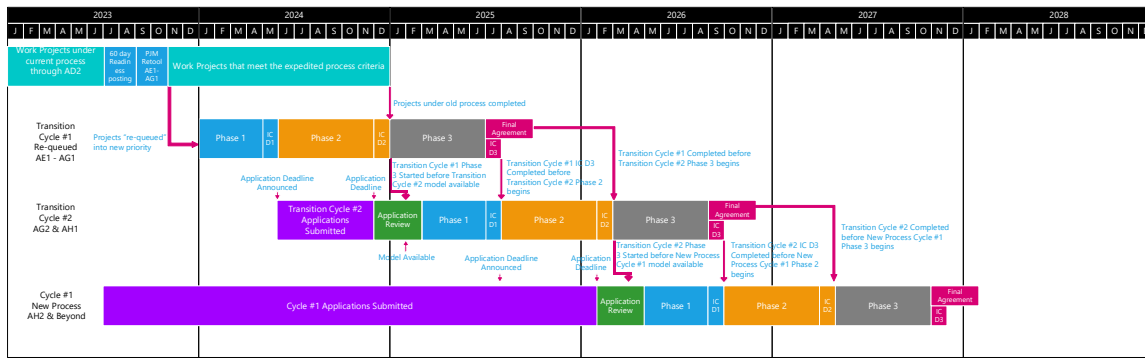 2023 2024 2025 2026 2027 2028
J F M A M J J A S O N D J F M A M J J A S O N D J F M A M J J A S O N D J F M A M J J A S O N D J F M A M J J A S O N D J F M A M J J A S O N D
Work Projects under
current process
through AD2
60 day
Readin
ess
posting
PJM
Retool
AE1-
AG1
Work Projects that meet the expedited process criteria
Projects under old process completed
Transition
Cycle #1
Re-queued
AE1 - AG1
Projects "re-queued"
into new priority
Phase 1
IC
D1
Phase 2
IC
D2
Phase 3
Final
Agreement
IC
D3
Transition Cycle #1 Phase
3 Started before Transition
Cycle #2 model available
Transition Cycle #1 IC D3
Completed before
Transition Cycle #2 Phase 2
begins
Transition Cycle #1 Completed before
Transition Cycle #2 Phase 3 begins
Application Deadline
Announced
Application
Deadline
Transition
Cycle #2
AG2 & AH1
Transition Cycle #2
Applications
Submitted
Application
Review
Phase 1
IC
D1
Phase 2
IC
D2
Phase 3
Final
Agreement
IC
D3
Model Available
Application Deadline
Announced
Application
Deadline
Transition Cycle #2 Phase
3 Started before New Process
Cycle #1 model available
Transition Cycle #2 IC D3
Completed before New
Process Cycle #1 Phase 2
begins
Transition Cycle #2 Completed
before New Process Cycle #1
Phase 3 begins
Cycle #1
New Process
AH2 & Beyond
Cycle #1 Applications Submitted
Application
Review
Phase 1
IC
D1
Phase 2
IC
D2
Phase 3
Final
Agreement
IC
D3